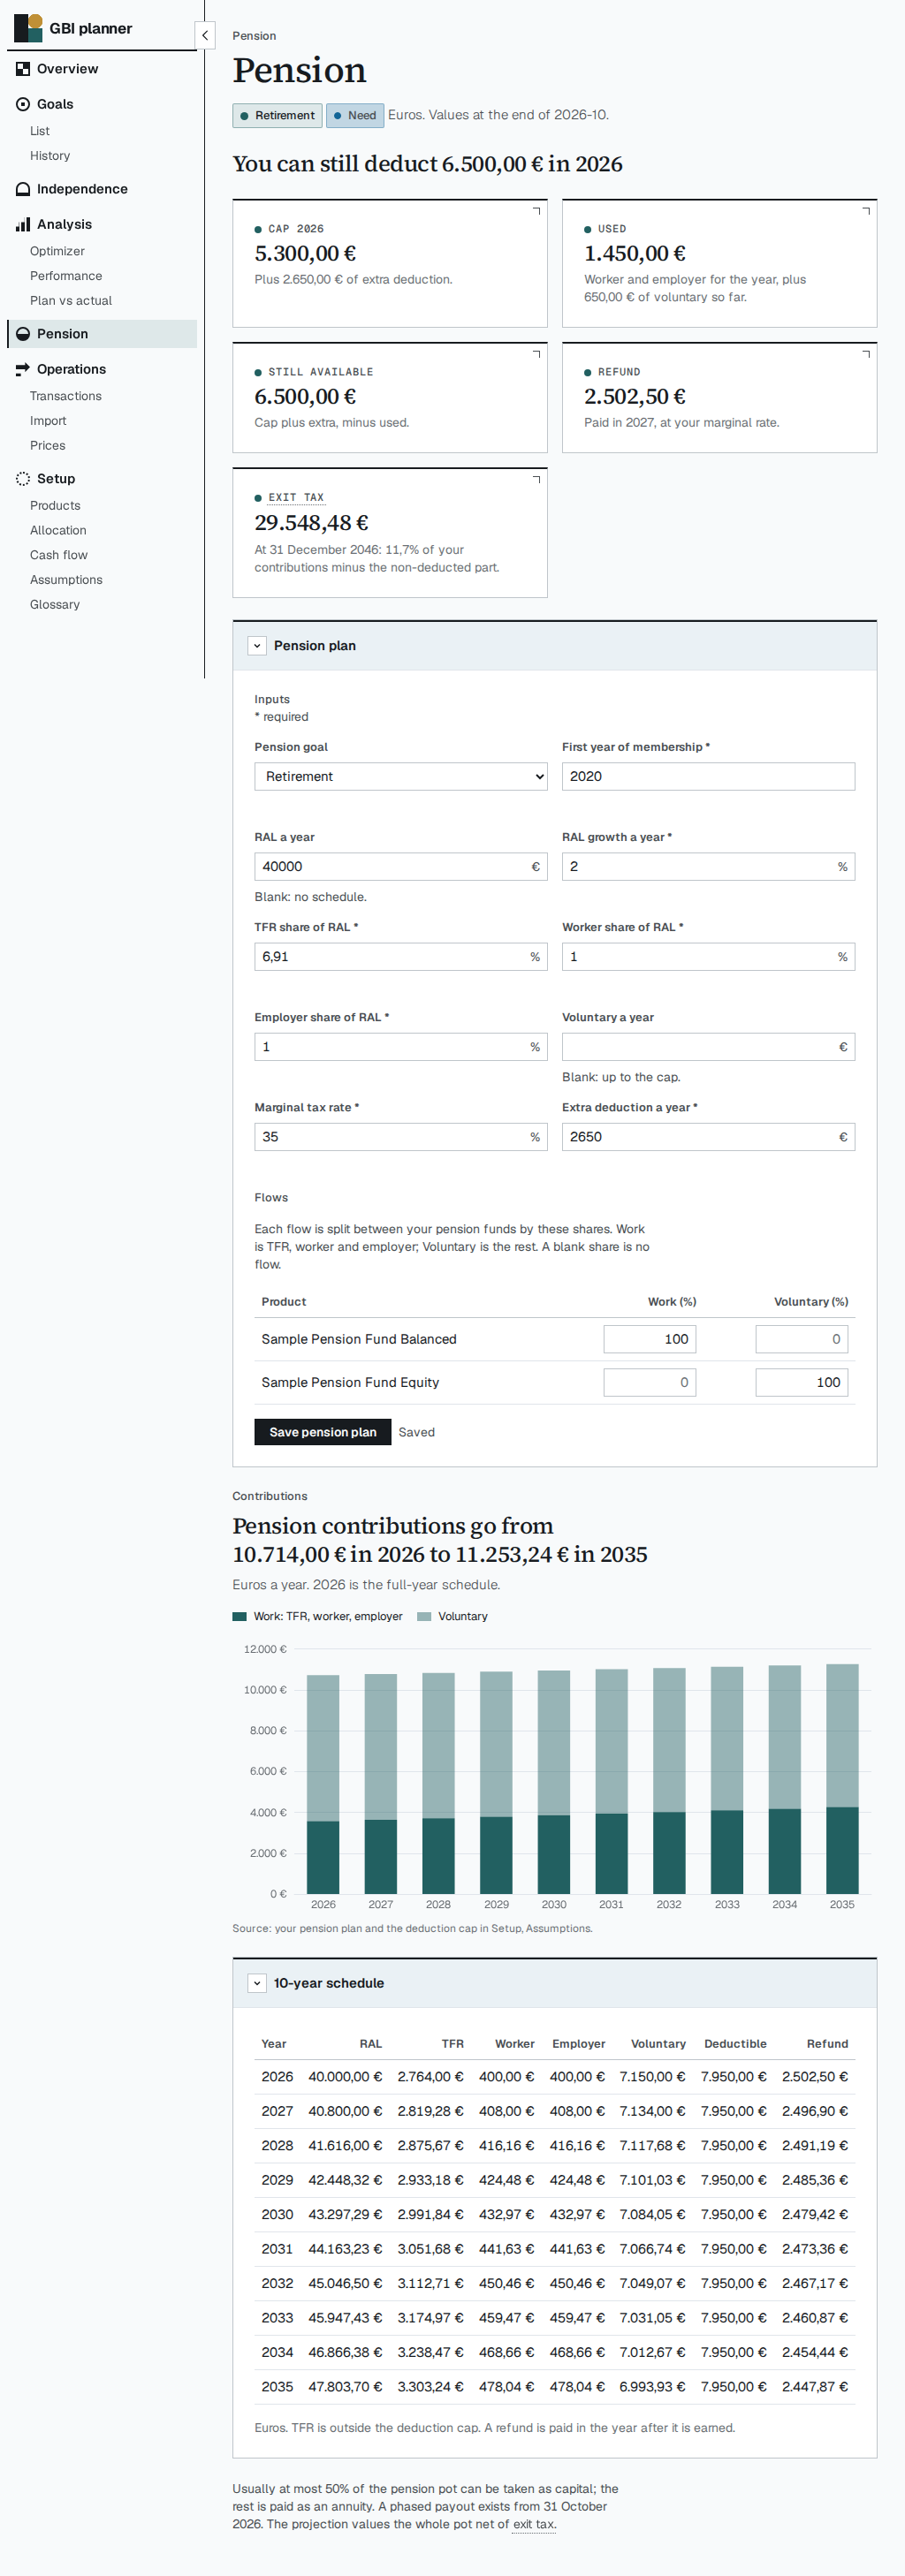 GBI planner
Overview
Goals
List
History
Independence
Analysis
Optimizer
Performance
Plan vs actual
Pension
Operations
Transactions
Import
Prices
Setup
Products
Allocation
Cash flow
Assumptions
Glossary
Pension
Pension
Retirement Need Euros. Values at the end of 2026-10.
You can still deduct 6.500,00 € in 2026
CAP 2026
5.300,00 €
Plus 2.650,00 € of extra deduction.
USED
1.450,00 €
Worker and employer for the year, plus
650,00 € of voluntary so far.
STILL AVAILABLE
6.500,00 €
Cap plus extra, minus used.
REFUND
2.502,50 €
Paid in 2027, at your marginal rate.
EXIT TAX
29.548,48 €
At 31 December 2046: 11,7% of your
contributions minus the non-deducted part.
Pension plan
Inputs
* required
Pension goal
Retirement
First year of membership *
2020
RAL a year
40000 €
Blank: no schedule.
RAL growth a year *
2 %
TFR share of RAL *
6,91 %
Worker share of RAL *
1 %
Employer share of RAL *
1 %
Voluntary a year
€
Blank: up to the cap.
Marginal tax rate *
35 %
Extra deduction a year *
2650 €
Flows
Each flow is split between your pension funds by these shares. Work
is TFR, worker and employer; Voluntary is the rest. A blank share is no
flow.
Product Work (%) Voluntary (%)
Sample Pension Fund Balanced 100 0
Sample Pension Fund Equity 0 100
Save pension plan Saved
Contributions
Pension contributions go from
10.714,00 € in 2026 to 11.253,24 € in 2035
Euros a year. 2026 is the full-year schedule.
Work: TFR, worker, employer Voluntary
12.000 €
10.000 €
8.000 €
6.000 €
4.000 €
2.000 €
0 €
2026 2027 2028 2029 2030 2031 2032 2033 2034 2035
Source: your pension plan and the deduction cap in Setup, Assumptions.
10-year schedule
Year RAL TFR Worker Employer Voluntary Deductible Refund
2026 40.000,00 € 2.764,00 € 400,00 € 400,00 € 7.150,00 € 7.950,00 € 2.502,50 €
2027 40.800,00 € 2.819,28 € 408,00 € 408,00 € 7.134,00 € 7.950,00 € 2.496,90 €
2028 41.616,00 € 2.875,67 € 416,16 € 416,16 € 7.117,68 € 7.950,00 € 2.491,19 €
2029 42.448,32 € 2.933,18 € 424,48 € 424,48 € 7.101,03 € 7.950,00 € 2.485,36 €
2030 43.297,29 € 2.991,84 € 432,97 € 432,97 € 7.084,05 € 7.950,00 € 2.479,42 €
2031 44.163,23 € 3.051,68 € 441,63 € 441,63 € 7.066,74 € 7.950,00 € 2.473,36 €
2032 45.046,50 € 3.112,71 € 450,46 € 450,46 € 7.049,07 € 7.950,00 € 2.467,17 €
2033 45.947,43 € 3.174,97 € 459,47 € 459,47 € 7.031,05 € 7.950,00 € 2.460,87 €
2034 46.866,38 € 3.238,47 € 468,66 € 468,66 € 7.012,67 € 7.950,00 € 2.454,44 €
2035 47.803,70 € 3.303,24 € 478,04 € 478,04 € 6.993,93 € 7.950,00 € 2.447,87 €
Euros. TFR is outside the deduction cap. A refund is paid in the year after it is earned.
Usually at most 50% of the pension pot can be taken as capital; the
rest is paid as an annuity. A phased payout exists from 31 October
2026. The projection values the whole pot net of exit tax.